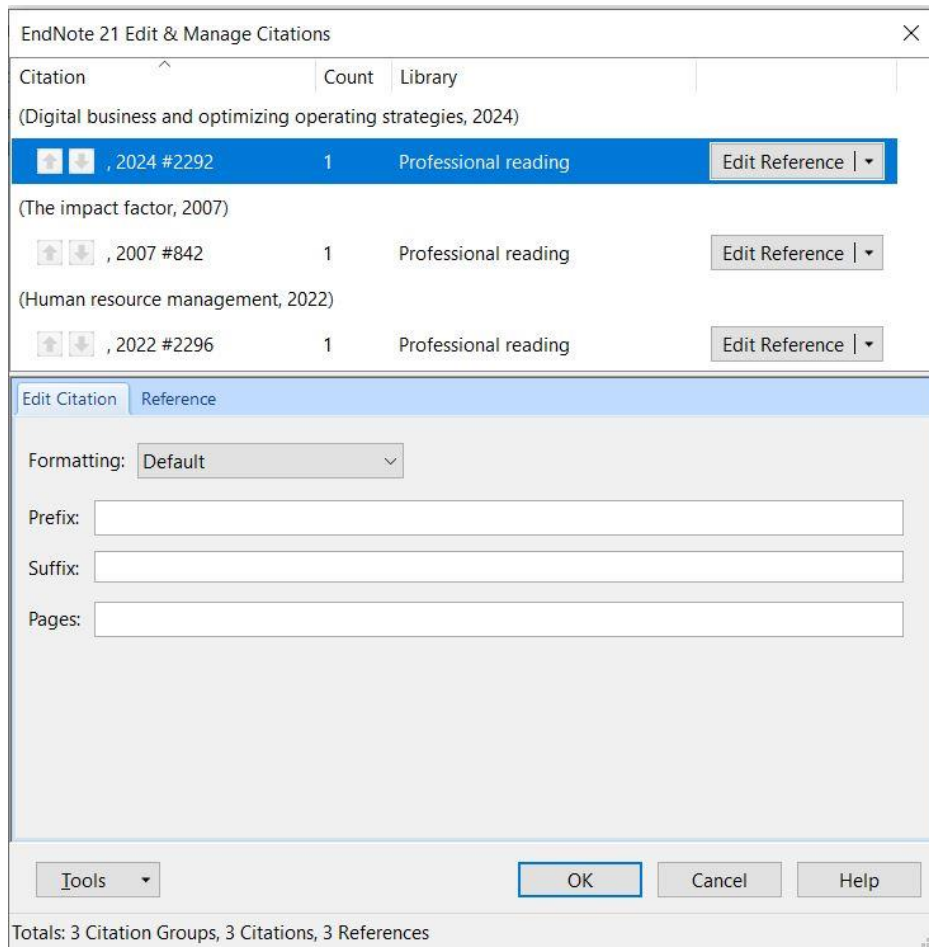 EndNote 21 Edit & Manage Citations
Citation Count Library
(Digital business and optimizing operating strategies, 2024)
, 2024 #2292 1 Professional reading Edit Reference
(The impact factor, 2007)
, 2007 #842 1 Professional reading Edit Reference
(Human resource management, 2022)
, 2022 #2296 1 Professional reading Edit Reference
Edit Citation Reference
Formatting: Default
Prefix:
Suffix:
Pages:
Tools OK Cancel Help
Totals: 3 Citation Groups, 3 Citations, 3 References